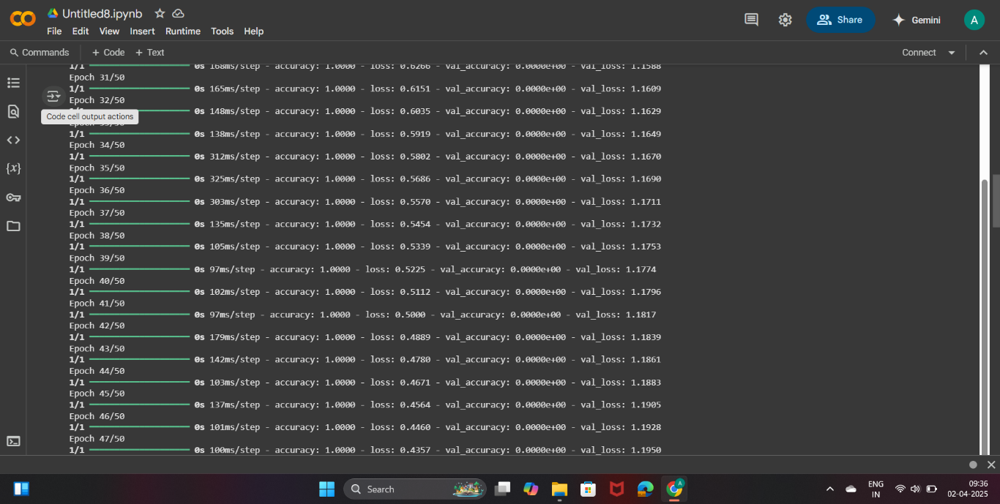 Untitled8.ipynb
File Edit View Insert Runtime Tools Help
Share
Gemini
A
Commands + Code + Text
Connect
1/1 0s 168ms/step - accuracy: 1.0000 - loss: 0.6266 - val_accuracy: 0.0000e+00 - val_loss: 1.1588
Epoch 31/50
1/1 0s 165ms/step - accuracy: 1.0000 - loss: 0.6151 - val_accuracy: 0.0000e+00 - val_loss: 1.1609
Epoch 32/50
0s 148ms/step - accuracy: 1.0000 - loss: 0.6035 - val_accuracy: 0.0000e+00 - val_loss: 1.1629
Code cell output actions
1/1 0s 138ms/step - accuracy: 1.0000 - loss: 0.5919 - val_accuracy: 0.0000e+00 - val_loss: 1.1649
Epoch 34/50
1/1 0s 312ms/step - accuracy: 1.0000 - loss: 0.5802 - val_accuracy: 0.0000e+00 - val_loss: 1.1670
Epoch 35/50
1/1 0s 325ms/step - accuracy: 1.0000 - loss: 0.5686 - val_accuracy: 0.0000e+00 - val_loss: 1.1690
Epoch 36/50
1/1 0s 303ms/step - accuracy: 1.0000 - loss: 0.5570 - val_accuracy: 0.0000e+00 - val_loss: 1.1711
Epoch 37/50
1/1 0s 135ms/step - accuracy: 1.0000 - loss: 0.5454 - val_accuracy: 0.0000e+00 - val_loss: 1.1732
Epoch 38/50
1/1 0s 105ms/step - accuracy: 1.0000 - loss: 0.5339 - val_accuracy: 0.0000e+00 - val_loss: 1.1753
Epoch 39/50
1/1 0s 97ms/step - accuracy: 1.0000 - loss: 0.5225 - val_accuracy: 0.0000e+00 - val_loss: 1.1774
Epoch 40/50
1/1 0s 102ms/step - accuracy: 1.0000 - loss: 0.5112 - val_accuracy: 0.0000e+00 - val_loss: 1.1796
Epoch 41/50
1/1 0s 97ms/step - accuracy: 1.0000 - loss: 0.5000 - val_accuracy: 0.0000e+00 - val_loss: 1.1817
Epoch 42/50
1/1 0s 179ms/step - accuracy: 1.0000 - loss: 0.4889 - val_accuracy: 0.0000e+00 - val_loss: 1.1839
Epoch 43/50
1/1 0s 142ms/step - accuracy: 1.0000 - loss: 0.4780 - val_accuracy: 0.0000e+00 - val_loss: 1.1861
Epoch 44/50
1/1 0s 103ms/step - accuracy: 1.0000 - loss: 0.4671 - val_accuracy: 0.0000e+00 - val_loss: 1.1883
Epoch 45/50
1/1 0s 137ms/step - accuracy: 1.0000 - loss: 0.4564 - val_accuracy: 0.0000e+00 - val_loss: 1.1905
Epoch 46/50
1/1 0s 101ms/step - accuracy: 1.0000 - loss: 0.4460 - val_accuracy: 0.0000e+00 - val_loss: 1.1928
Epoch 47/50
1/1 0s 100ms/step - accuracy: 1.0000 - loss: 0.4357 - val_accuracy: 0.0000e+00 - val_loss: 1.1950
Search
ENG
IN
09:36
02-04-2025